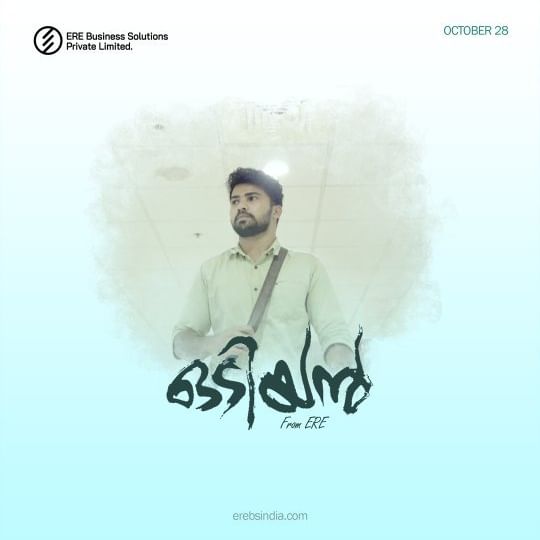 ERE Business Solutions
Private Limited.
OCTOBER 28
ഒടിയൻ
From ERE
erebsindia.com